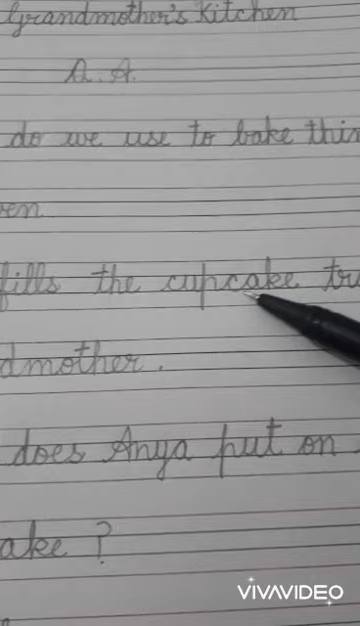 Grandmother's Kitchen
Q. A.
do we use to bake thin
en
fills the cupcake tr
dmother.
does Anya put on
ake ?
VIVAVIDEO